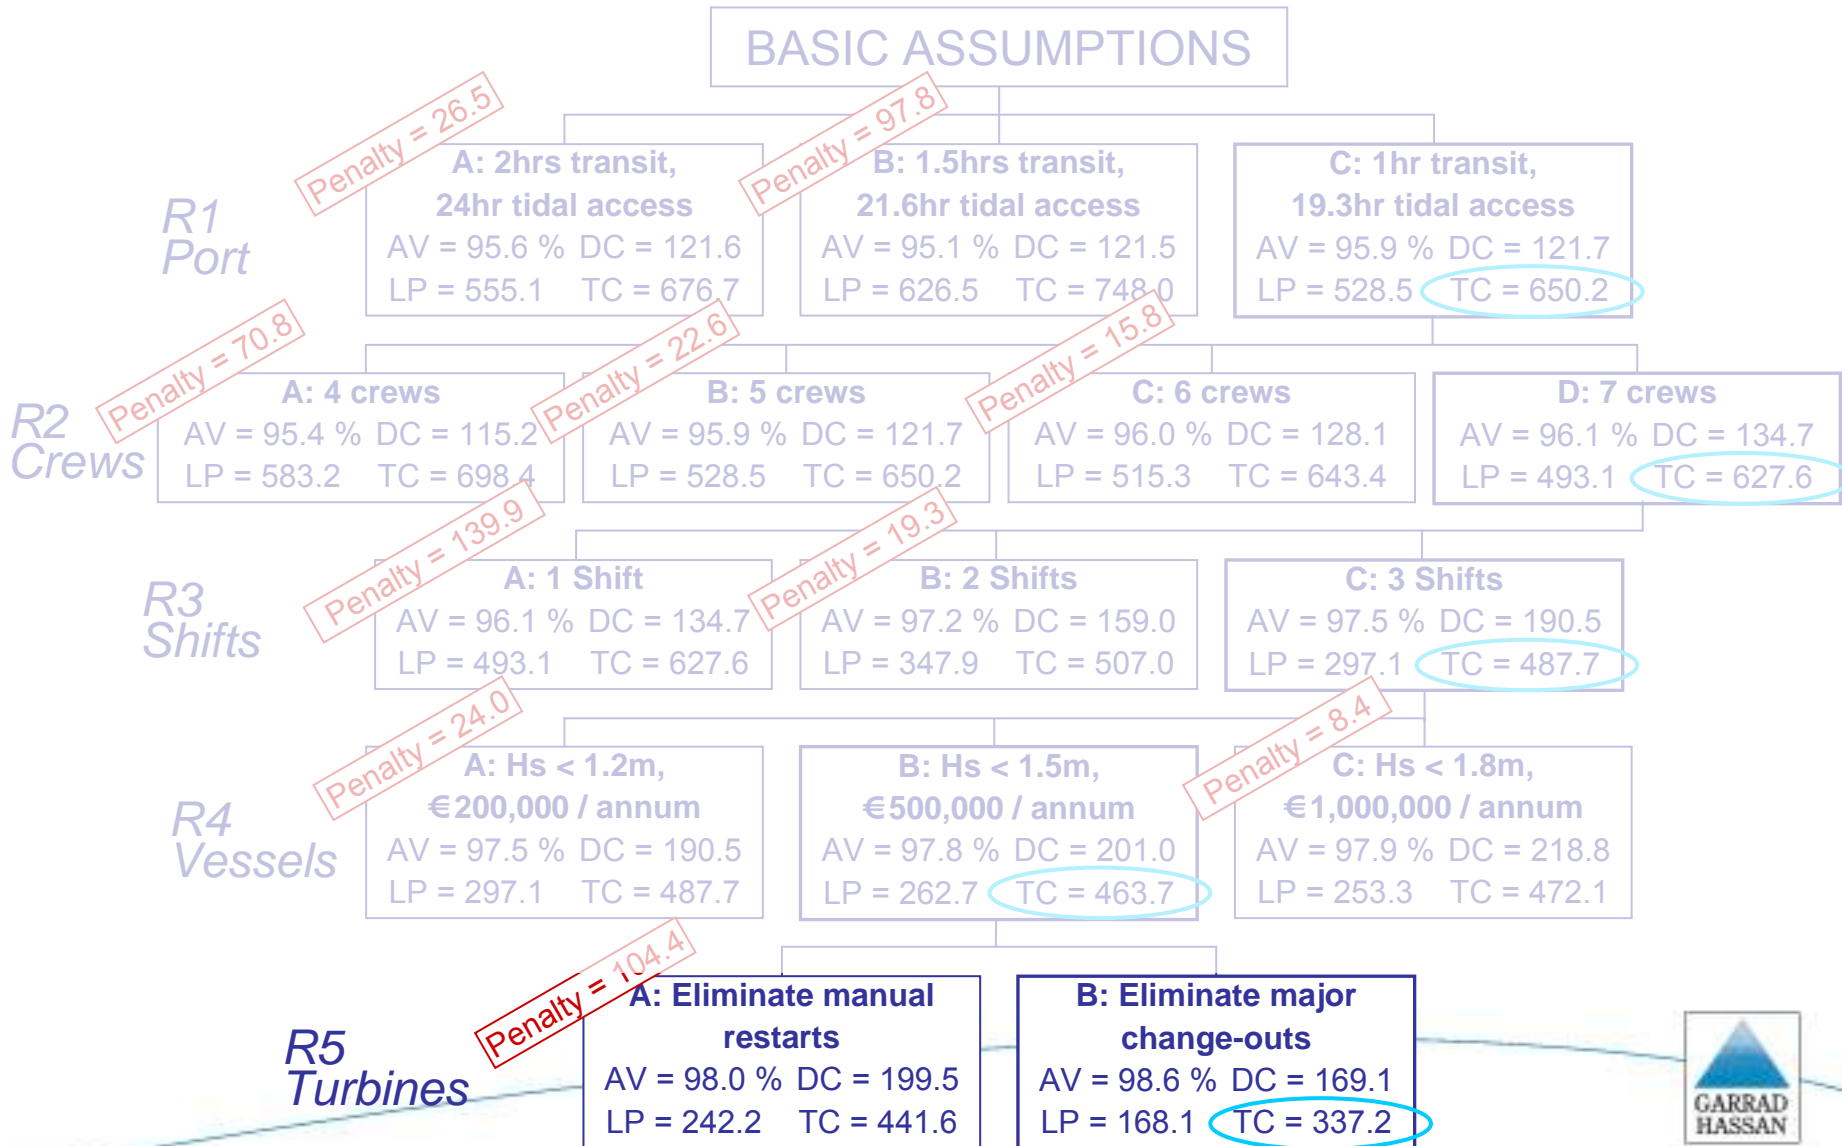 BASIC ASSUMPTIONS
R1
Port
Penalty = 26.5
A: 2hrs transit,
24hr tidal access
AV = 95.6 % DC = 121.6
LP = 555.1 TC = 676.7
Penalty = 97.8
B: 1.5hrs transit,
21.6hr tidal access
AV = 95.1 % DC = 121.5
LP = 626.5 TC = 748.0
C: 1hr transit,
19.3hr tidal access
AV = 95.9 % DC = 121.7
LP = 528.5 TC = 650.2
R2
Crews
Penalty = 70.8
A: 4 crews
AV = 95.4 % DC = 115.2
LP = 583.2 TC = 698.4
Penalty = 22.6
B: 5 crews
AV = 95.9 % DC = 121.7
LP = 528.5 TC = 650.2
Penalty = 15.8
C: 6 crews
AV = 96.0 % DC = 128.1
LP = 515.3 TC = 643.4
D: 7 crews
AV = 96.1 % DC = 134.7
LP = 493.1 TC = 627.6
R3
Shifts
Penalty = 139.9
A: 1 Shift
AV = 96.1 % DC = 134.7
LP = 493.1 TC = 627.6
Penalty = 19.3
B: 2 Shifts
AV = 97.2 % DC = 159.0
LP = 347.9 TC = 507.0
C: 3 Shifts
AV = 97.5 % DC = 190.5
LP = 297.1 TC = 487.7
R4
Vessels
Penalty = 24.0
A: Hs < 1.2m,
€200,000 / annum
AV = 97.5 % DC = 190.5
LP = 297.1 TC = 487.7
B: Hs < 1.5m,
€500,000 / annum
AV = 97.8 % DC = 201.0
LP = 262.7 TC = 463.7
Penalty = 8.4
C: Hs < 1.8m,
€1,000,000 / annum
AV = 97.9 % DC = 218.8
LP = 253.3 TC = 472.1
R5
Turbines
Penalty = 104.4
A: Eliminate manual
restarts
AV = 98.0 % DC = 199.5
LP = 242.2 TC = 441.6
B: Eliminate major
change-outs
AV = 98.6 % DC = 169.1
LP = 168.1 TC = 337.2
GARRAD
HASSAN